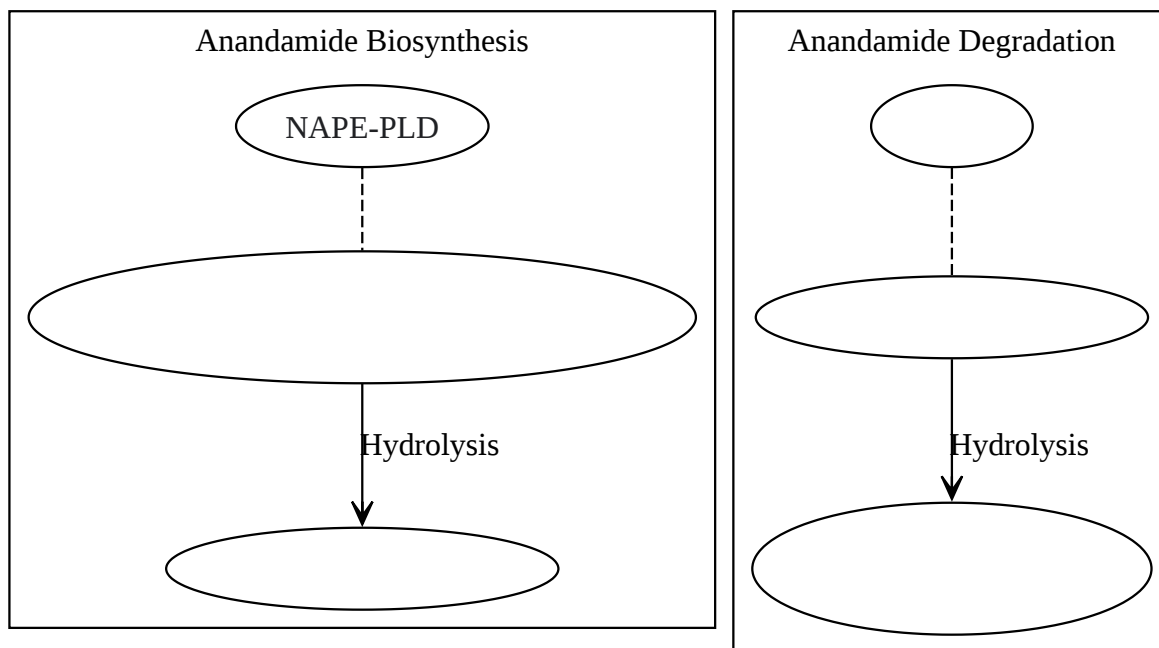 Anandamide Biosynthesis
NAPE-PLD
Hydrolysis
Anandamide Degradation
Hydrolysis